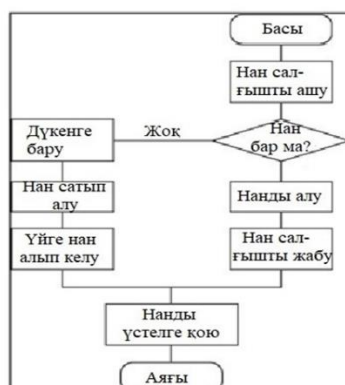 Басы
Нан сал-
ғышты ашу
Нан
бар ма?
Жоқ
Дүкенге
бару
Нан сатып
алу
Үйге нан
алып келу
Нанды алу
Нан сал-
ғышты жабу
Нанды
үстелге қою
Аяғы